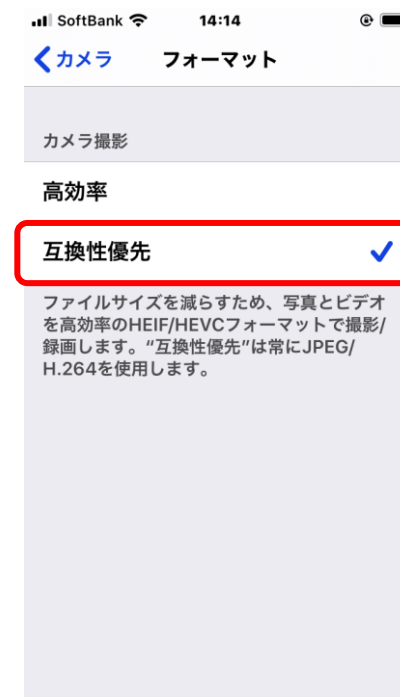 SoftBank 14:14
カメラ フォーマット
カメラ撮影
高効率
互換性優先
ファイルサイズを減らすため、写真とビデオ
を高効率のHEIF/HEVCフォーマットで撮影/
録画します。“互換性優先”は常にJPEG/
H.264を使用します。